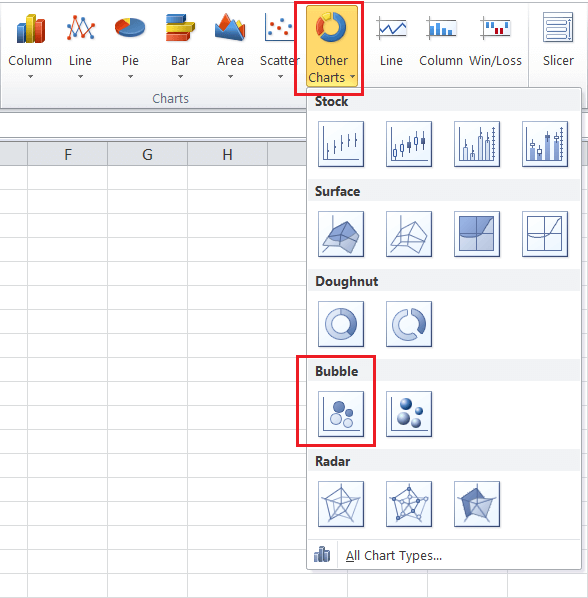 Column Line Pie Bar Area Scatte Other Charts Line Column Win/Loss Slicer
Charts
Stock
F G H
Surface
Doughnut
Bubble
Radar
All Chart Types...